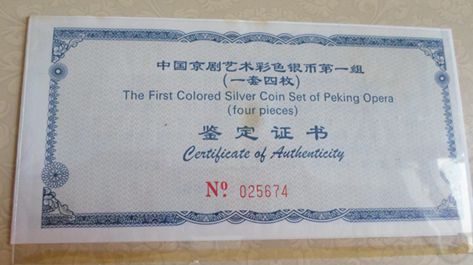 中国京剧艺术彩色银币第一组
(一套四枚)
The First Colored Silver Coin Set of Peking Opera
(four pieces)
鉴定证书
Certificate of Authenticity
Nº 025674